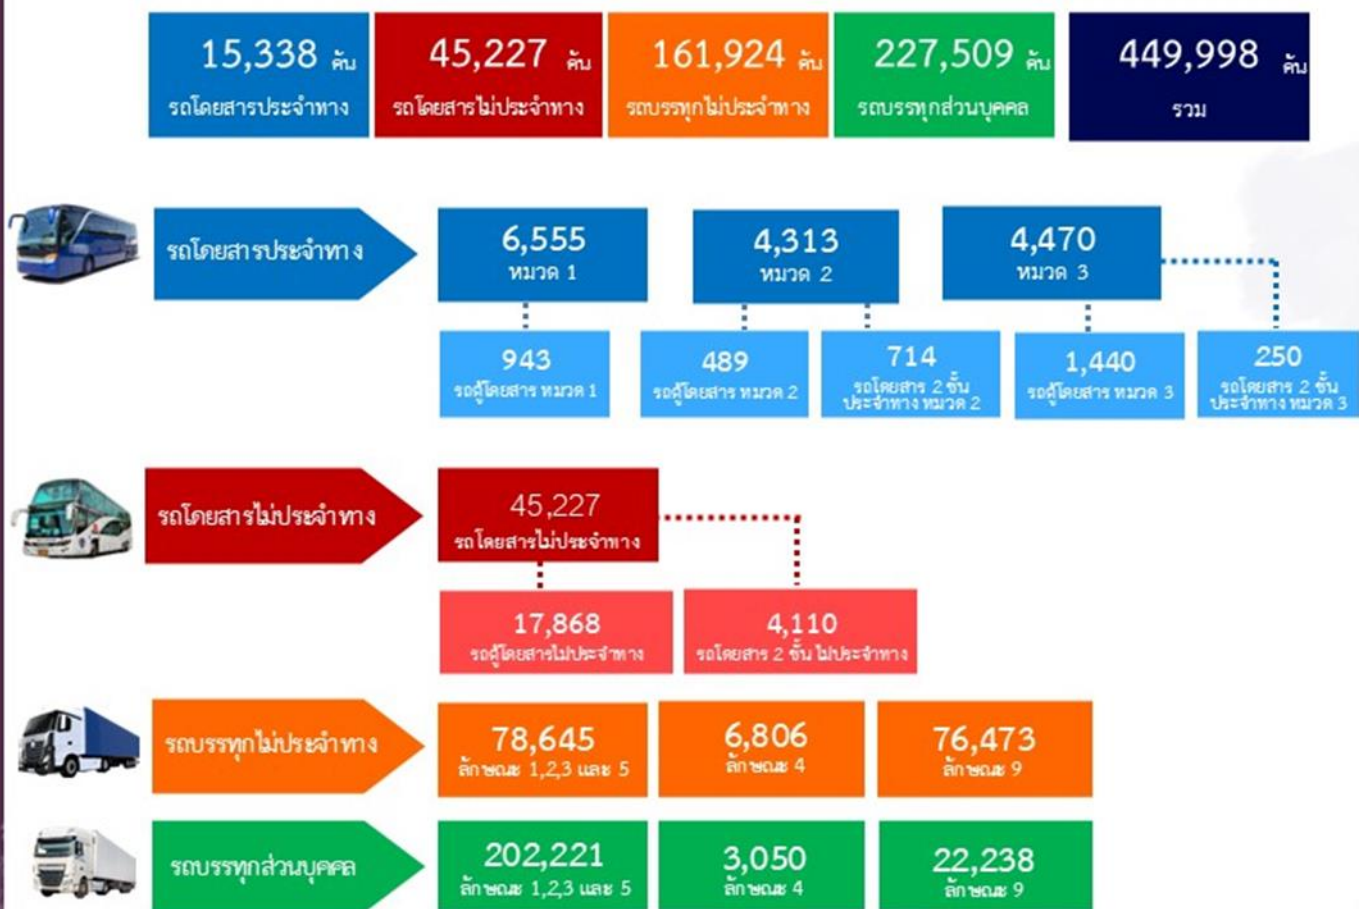 15,338 คัน
รถโดยสารประจำทาง
45,227 คัน
รถโดยสารไม่ประจำทาง
161,924 คัน
รถบรรทุกไม่ประจำทาง
227,509 คัน
รถบรรทุกส่วนบุคคล
449,998 คัน
รวม
รถโดยสารประจำทาง
6,555
หมวด 1
4,313
หมวด 2
4,470
หมวด 3
943
รถตู้โดยสาร หมวด 1
489
รถตู้โดยสาร หมวด 2
714
รถโดยสาร 2 ชั้น
ประจำทาง หมวด 2
1,440
รถตู้โดยสาร หมวด 3
250
รถโดยสาร 2 ชั้น
ประจำทาง หมวด 3
รถโดยสารไม่ประจำทาง
45,227
รถโดยสารไม่ประจำทาง
17,868
รถตู้โดยสารไม่ประจำทาง
4,110
รถโดยสาร 2 ชั้น ไม่ประจำทาง
รถบรรทุกไม่ประจำทาง
78,645
ลักษณะ 1,2,3 และ 5
6,806
ลักษณะ 4
76,473
ลักษณะ 9
รถบรรทุกส่วนบุคคล
202,221
ลักษณะ 1,2,3 และ 5
3,050
ลักษณะ 4
22,238
ลักษณะ 9